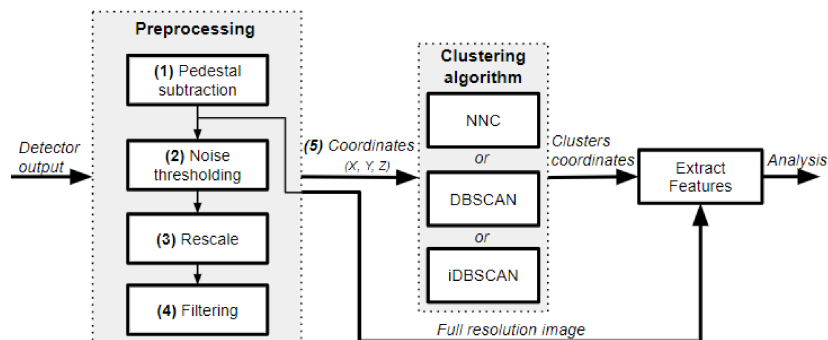 Preprocessing
(1) Pedestal
subtraction
Detector
output
(2) Noise
thresholding
(3) Rescale
(4) Filtering
(5) Coordinates
(X, Y, Z)
Clustering
algorithm
NNC
or
DBSCAN
or
iDBSCAN
Clusters
coordinates
Extract
Features
Analysis
Full resolution image